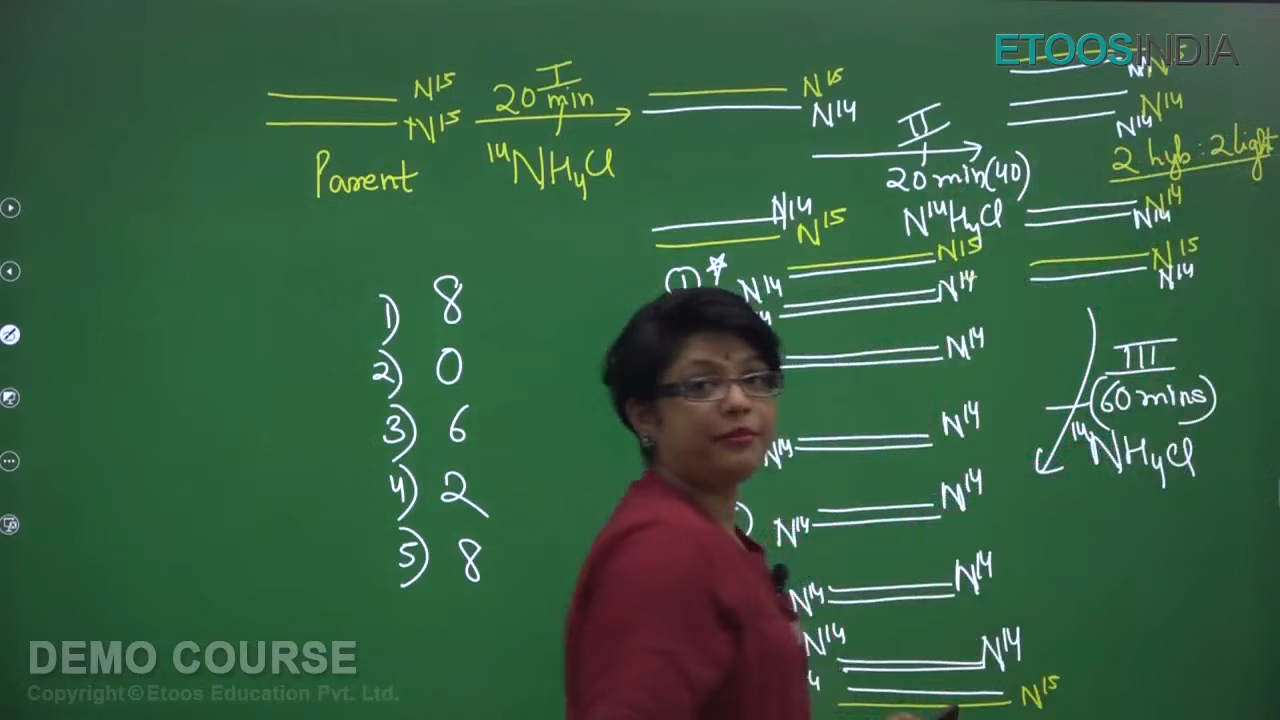 ETOOSINDIA
N15
N15
Parent
I
20 min
14NH4Cl
N15
N14
II
20 min(40)
N14H4Cl
N14
N15
N14
N14
2 hyb : 2 light
N14
N14
N15
N14
III
(60 mins)
14NH4Cl
N14
N15
1
N15
N14
N14
N14
N14
N14
N14
N14
N14
N14
N14
N14
N14
N15
1) 8
2) 0
3) 6
4) 2
5) 8
DEMO COURSE
Copyright © Etoos Education Pvt. Ltd.